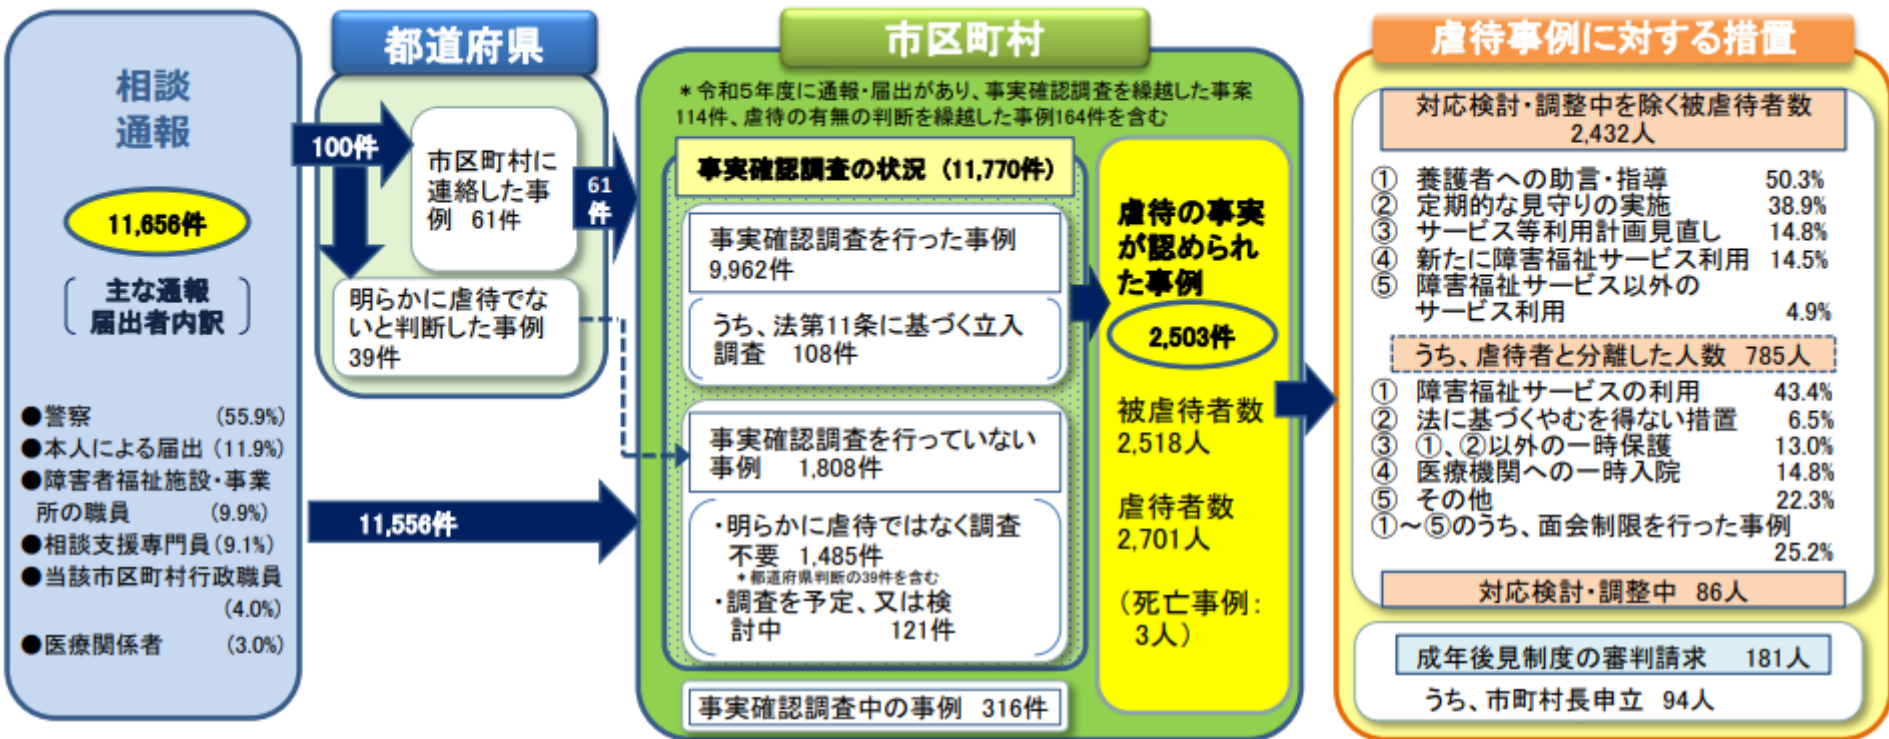 相談
通報
11,656件
主な通報
届出者内訳
●警察 (55.9%)
●本人による届出 (11.9%)
●障害者福祉施設・事業
所の職員 (9.9%)
●相談支援専門員(9.1%)
●当該市区町村行政職員
(4.0%)
●医療関係者 (3.0%)
都道府県
100件
市区町村に
連絡した事
例 61件
61
件
明らかに虐待でな
いと判断した事例
39件
11,556件
市区町村
*令和5年度に通報・届出があり、事実確認調査を繰越した事案
114件、虐待の有無の判断を繰越した事例164件を含む
事実確認調査の状況 (11,770件)
事実確認調査を行った事例
9,962件
うち、法第11条に基づく立入
調査 108件
事実確認調査を行っていない
事例 1,808件
・明らかに虐待ではなく調査
不要 1,485件
*都道府県判断の39件を含む
・調査を予定、又は検
討中 121件
事実確認調査中の事例 316件
虐待の事実
が認められ
た事例
2,503件
被虐待者数
2,518人
虐待者数
2,701人
(死亡事例:
3人)
虐待事例に対する措置
対応検討・調整中を除く被虐待者数
2,432人
① 養護者への助言・指導 50.3%
② 定期的な見守りの実施 38.9%
③ サービス等利用計画見直し 14.8%
④ 新たに障害福祉サービス利用 14.5%
⑤ 障害福祉サービス以外の
サービス利用 4.9%
うち、虐待者と分離した人数 785人
① 障害福祉サービスの利用 43.4%
② 法に基づくやむを得ない措置 6.5%
③ ①、②以外の一時保護 13.0%
④ 医療機関への一時入院 14.8%
⑤ その他 22.3%
①~⑤のうち、面会制限を行った事例
25.2%
対応検討・調整中 86人
成年後見制度の審判請求 181人
うち、市町村長申立 94人